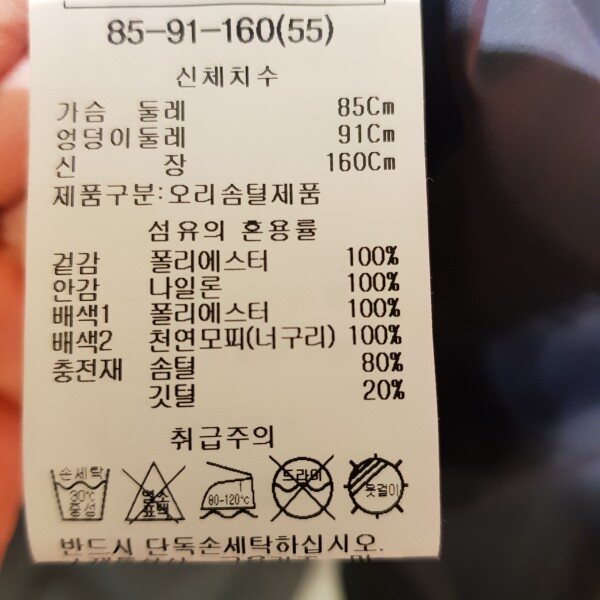 85-91-160(55)
신체치수
가슴 둘레 85Cm
엉덩이둘레 91Cm
신 장 160Cm
제품구분:오리솜털제품
섬유의 혼용률
겉감 폴리에스터 100%
안감 나일론 100%
배색1 폴리에스터 100%
배색2 천연모피(너구리) 100%
충전재 솜털 80%
깃털 20%
취급주의
손세탁 30℃ 중성
염소 표백
80-120℃
드라이
옷걸이
반드시 단독손세탁하십시오.